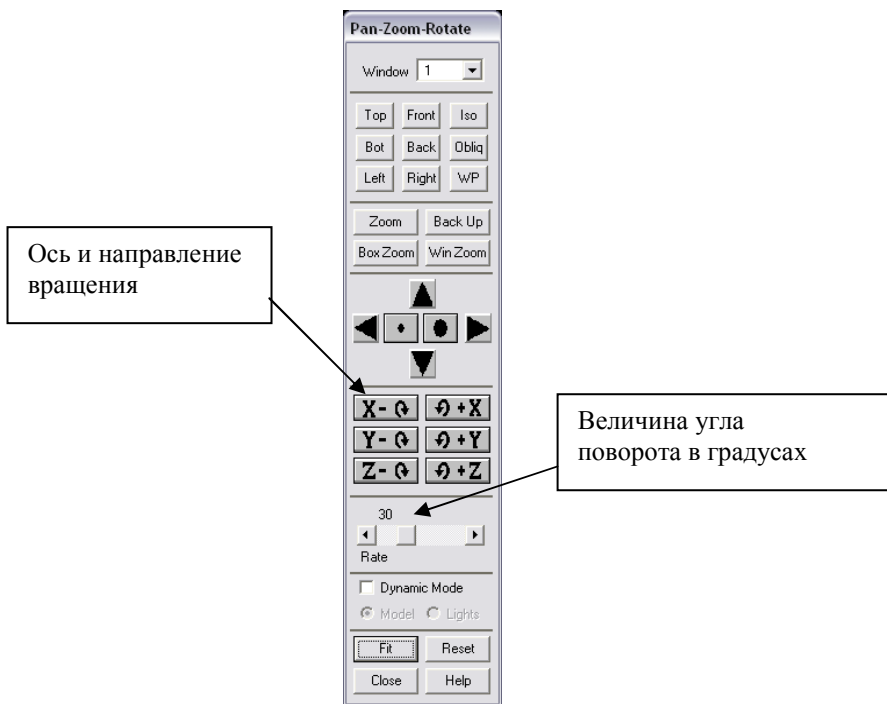 Pan-Zoom-Rotate
Window 1
Top Front Iso
Bot Back Obliq
Left Right WP
Zoom Back Up
Box Zoom Win Zoom
Ось и направление
вращения
X- +X
Y- +Y
Z- +Z
Величина угла
поворота в градусах
30
Rate
Dynamic Mode
Model Lights
Fit Reset
Close Help